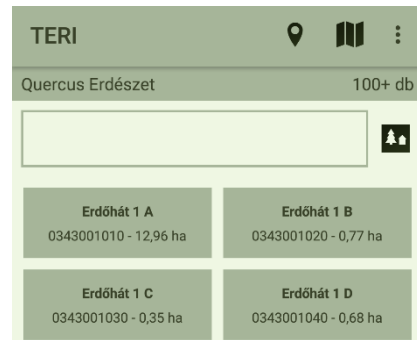 TERI
Quercus Erdészet 100+ db
Erdőhát 1 A
0343001010 - 12,96 ha
Erdőhát 1 B
0343001020 - 0,77 ha
Erdőhát 1 C
0343001030 - 0,35 ha
Erdőhát 1 D
0343001040 - 0,68 ha